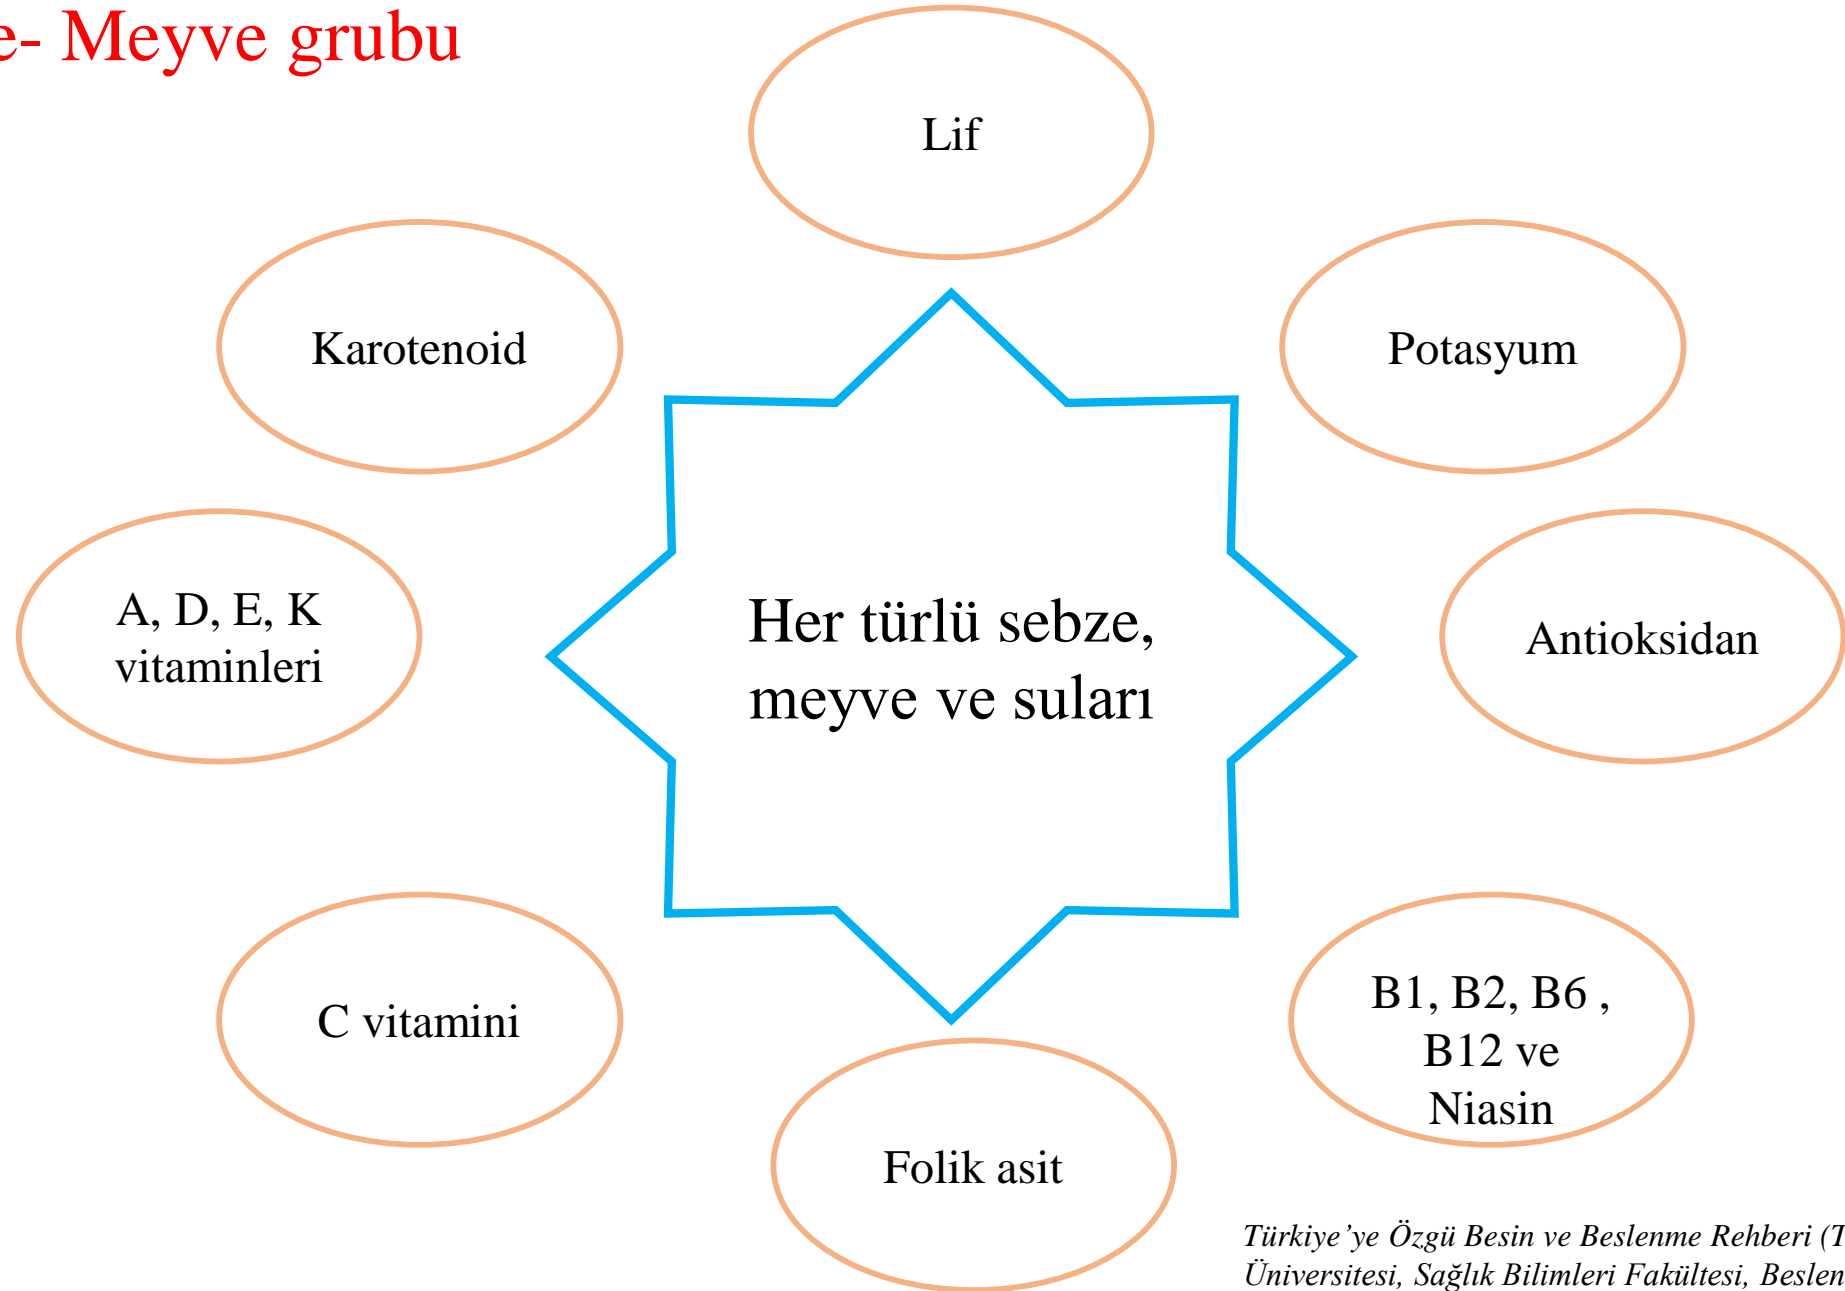 e- Meyve grubu
Lif
Karotenoid
Potasyum
A, D, E, K
vitaminleri
Her türlü sebze,
meyve ve suları
Antioksidan
C vitamini
B1, B2, B6 ,
B12 ve
Niasin
Folik asit
Türkiye’ye Özgü Besin ve Beslenme Rehberi (T
Üniversitesi, Sağlık Bilimleri Fakültesi, Beslen